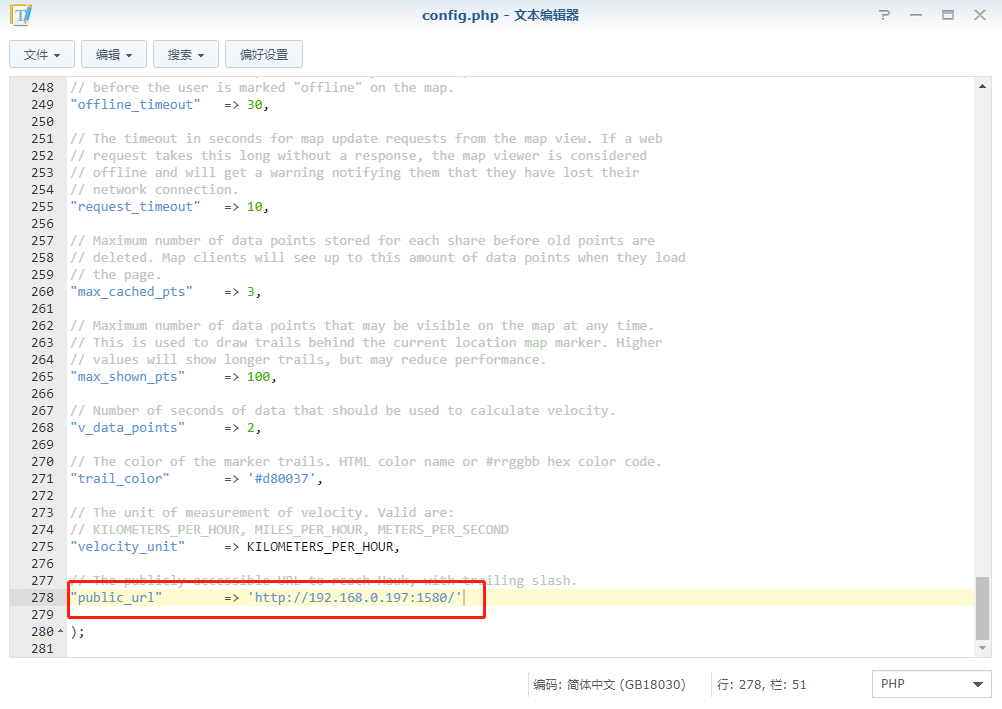 config.php - 文本编辑器
文件 编辑 搜索 偏好设置
248 // before the user is marked "offline" on the map.
249 "offline_timeout" => 30,
250
251 // The timeout in seconds for map update requests from the map view. If a web
252 // request takes this long without a response, the map viewer is considered
253 // offline and will get a warning notifying them that they have lost their
254 // network connection.
255 "request_timeout" => 10,
256
257 // Maximum number of data points stored for each share before old points are
258 // deleted. Map clients will see up to this amount of data points when they load
259 // the page.
260 "max_cached_pts" => 3,
261
262 // Maximum number of data points that may be visible on the map at any time.
263 // This is used to draw trails behind the current location map marker. Higher
264 // values will show longer trails, but may reduce performance.
265 "max_shown_pts" => 100,
266
267 // Number of seconds of data that should be used to calculate velocity.
268 "v_data_points" => 2,
269
270 // The color of the marker trails. HTML color name or #rrggbb hex color code.
271 "trail_color" => '#d80037',
272
273 // The unit of measurement of velocity. Valid are:
274 // KILOMETERS_PER_HOUR, MILES_PER_HOUR, METERS_PER_SECOND
275 "velocity_unit" => KILOMETERS_PER_HOUR,
276
277 // The publicly accessible URL to reach Hauk, with trailing slash.
278 "public_url" => 'http://192.168.0.197:1580/'
279
280 );
281
编码: 简体中文 (GB18030) 行: 278, 栏: 51 PHP